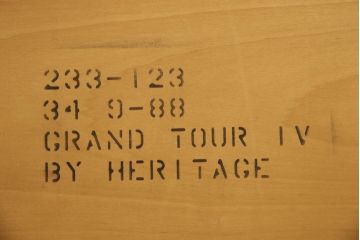 233-123
34 9-88
GRAND TOUR IV
BY HERITAGE